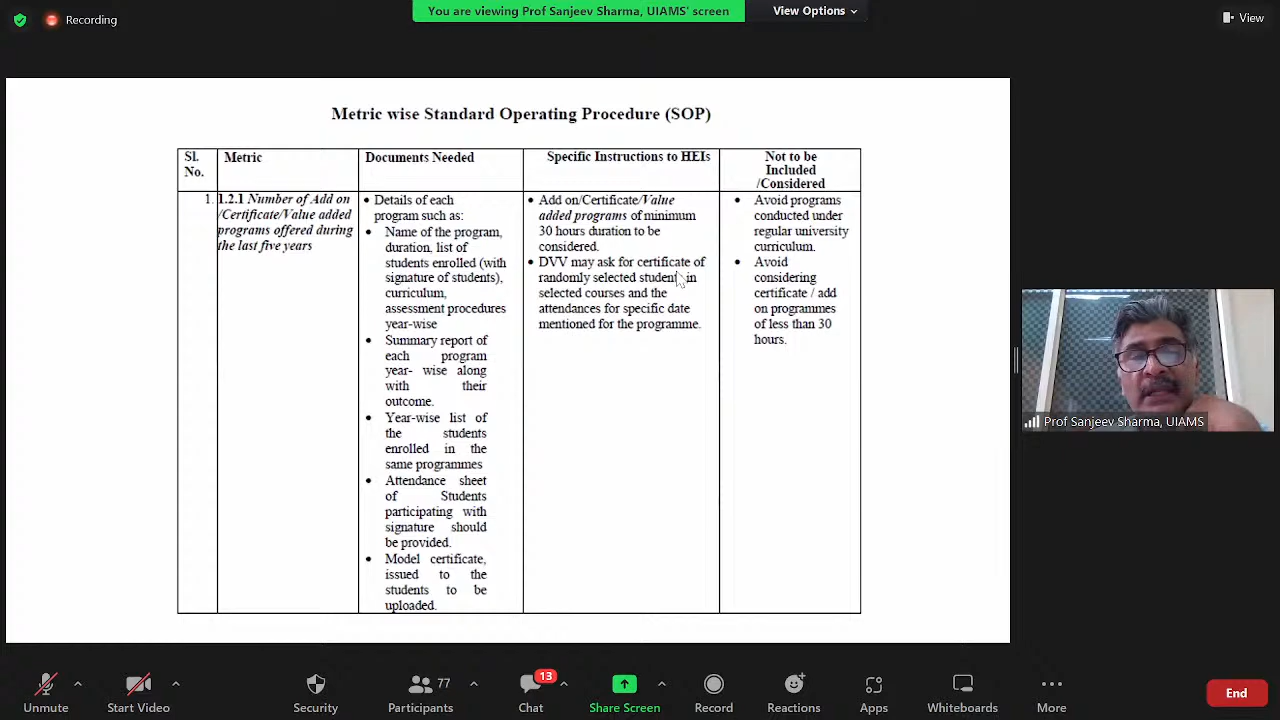 Recording
You are viewing Prof Sanjeev Sharma, UIAMS' screen
View Options
View
Metric wise Standard Operating Procedure (SOP)
Sl. No.
Metric
Documents Needed
Specific Instructions to HEIs
Not to be
Included
/Considered
1.
1.2.1 Number of Add on
/Certificate/Value added
programs offered during
the last five years
• Details of each
program such as:
• Name of the program,
duration, list of
students enrolled (with
signature of students),
curriculum,
assessment procedures
year-wise
• Summary report of
each program
year- wise along
with their
outcome.
• Year-wise list of
the students
enrolled in the
same programmes
• Attendance sheet
of Students
participating with
signature should
be provided.
• Model certificate,
issued to the
students to be
uploaded.
• Add on/Certificate/Value
added programs of minimum
30 hours duration to be
considered.
• DVV may ask for certificate of
randomly selected students in
selected courses and the
attendances for specific date
mentioned for the programme.
• Avoid programs
conducted under
regular university
curriculum.
• Avoid
considering
certificate / add
on programmes
of less than 30
hours.
Prof Sanjeev Sharma, UIAMS
Unmute
Start Video
Security
77
Participants
13
Chat
Share Screen
Record
Reactions
Apps
Whiteboards
More
End